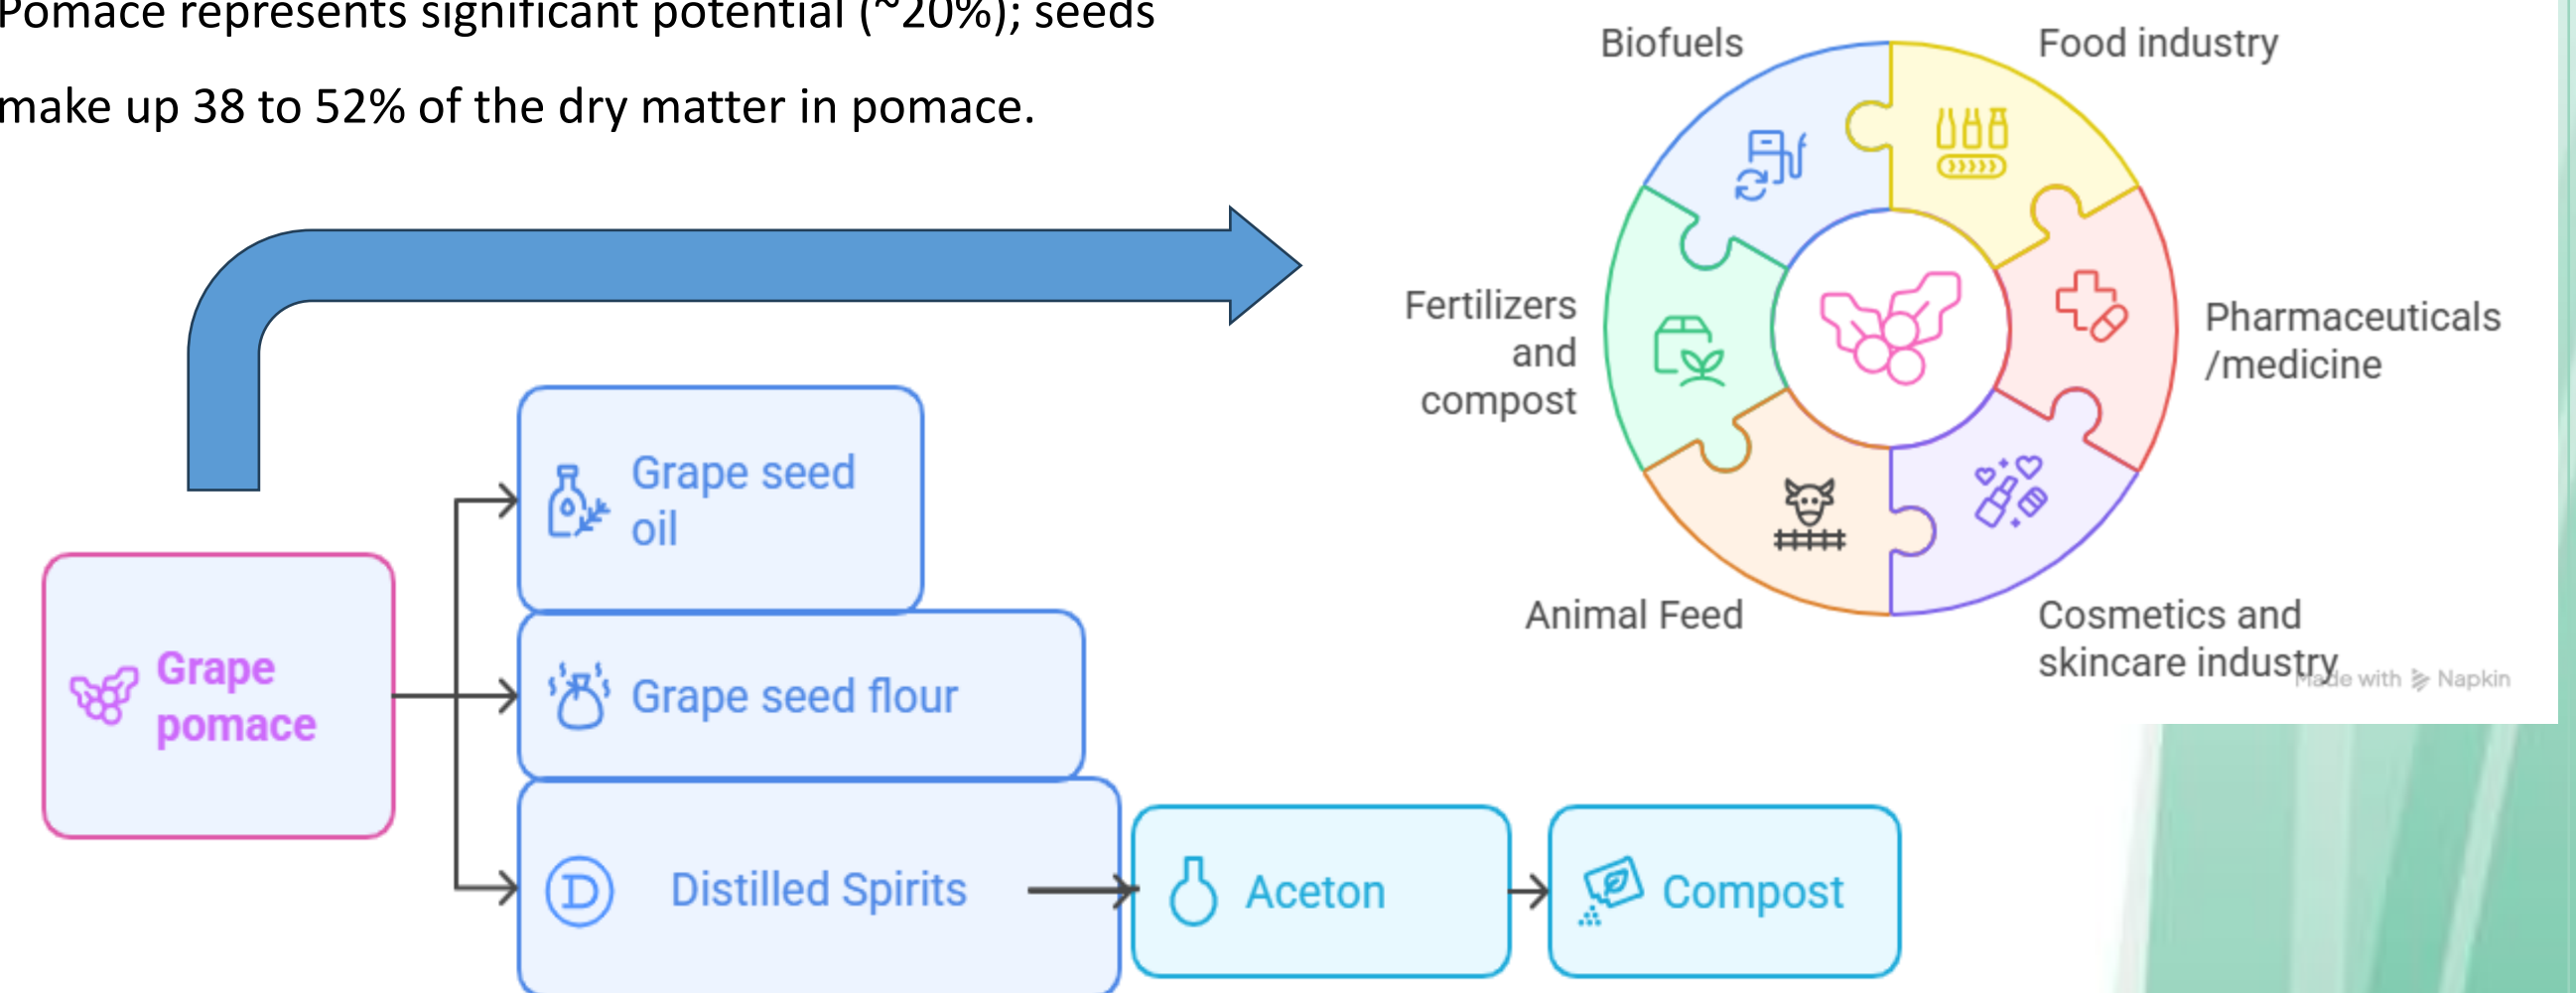 Pomace represents significant potential (~20%); seeds
make up 38 to 52% of the dry matter in pomace.
Biofuels
Food industry
Fertilizers
and
compost
Pharmaceuticals
/medicine
Animal Feed
Cosmetics and
skincare industry
Made with Napkin
Grape
pomace
Grape seed
oil
Grape seed flour
D
Distilled Spirits
Aceton
Compost